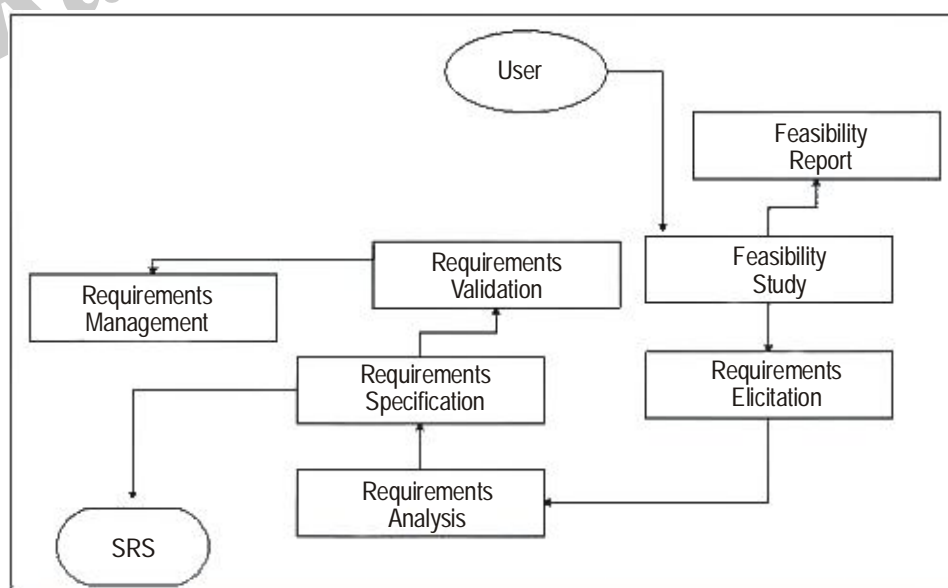 User
Feasibility
Report
Feasibility
Study
Requirements
Validation
Requirements
Management
Requirements
Specification
Requirements
Elicitation
Requirements
Analysis
SRS